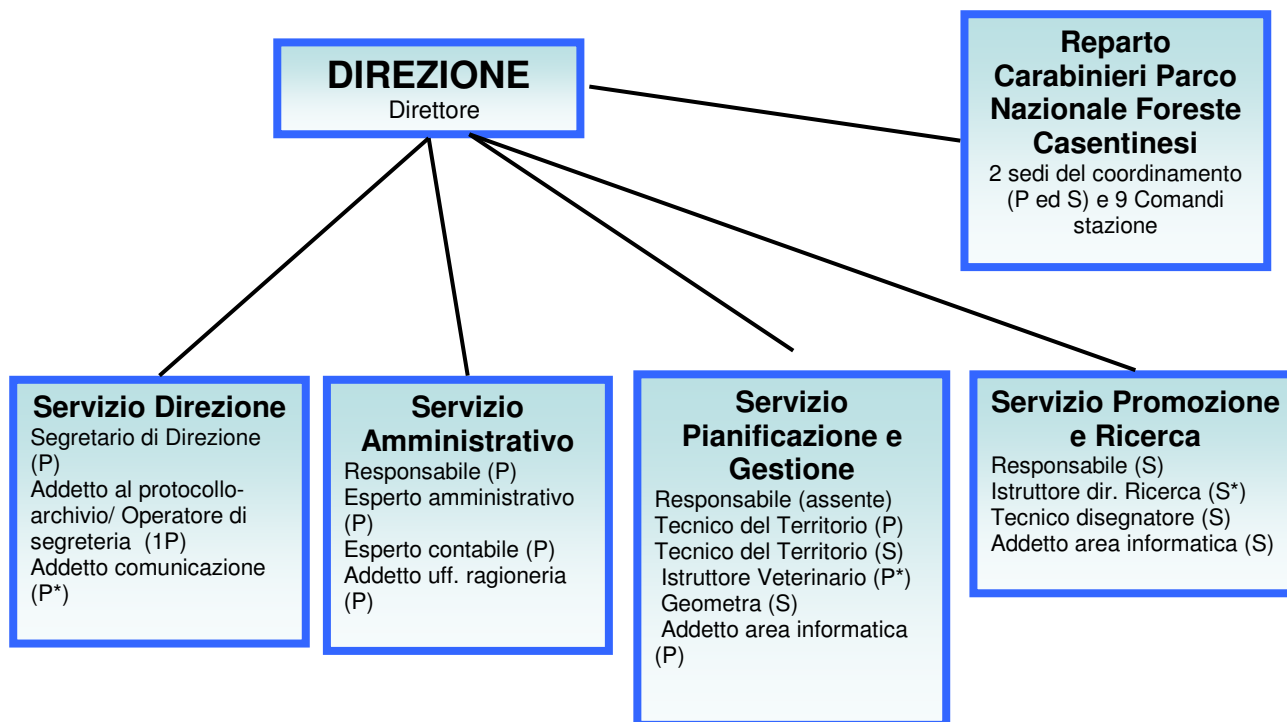 DIREZIONE
Direttore
Reparto
Carabinieri Parco
Nazionale Foreste
Casentinesi
2 sedi del coordinamento
(P ed S) e 9 Comandi
stazione
Servizio Direzione
Segretario di Direzione
(P)
Addetto al protocollo-
archivio/ Operatore di
segreteria (1P)
Addetto comunicazione
(P*)
Servizio
Amministrativo
Responsabile (P)
Esperto amministrativo
(P)
Esperto contabile (P)
Addetto uff. ragioneria
(P)
Servizio
Pianificazione e
Gestione
Responsabile (assente)
Tecnico del Territorio (P)
Tecnico del Territorio (S)
Istruttore Veterinario (P*)
Geometra (S)
Addetto area informatica
(P)
Servizio Promozione
e Ricerca
Responsabile (S)
Istruttore dir. Ricerca (S*)
Tecnico disegnatore (S)
Addetto area informatica (S)